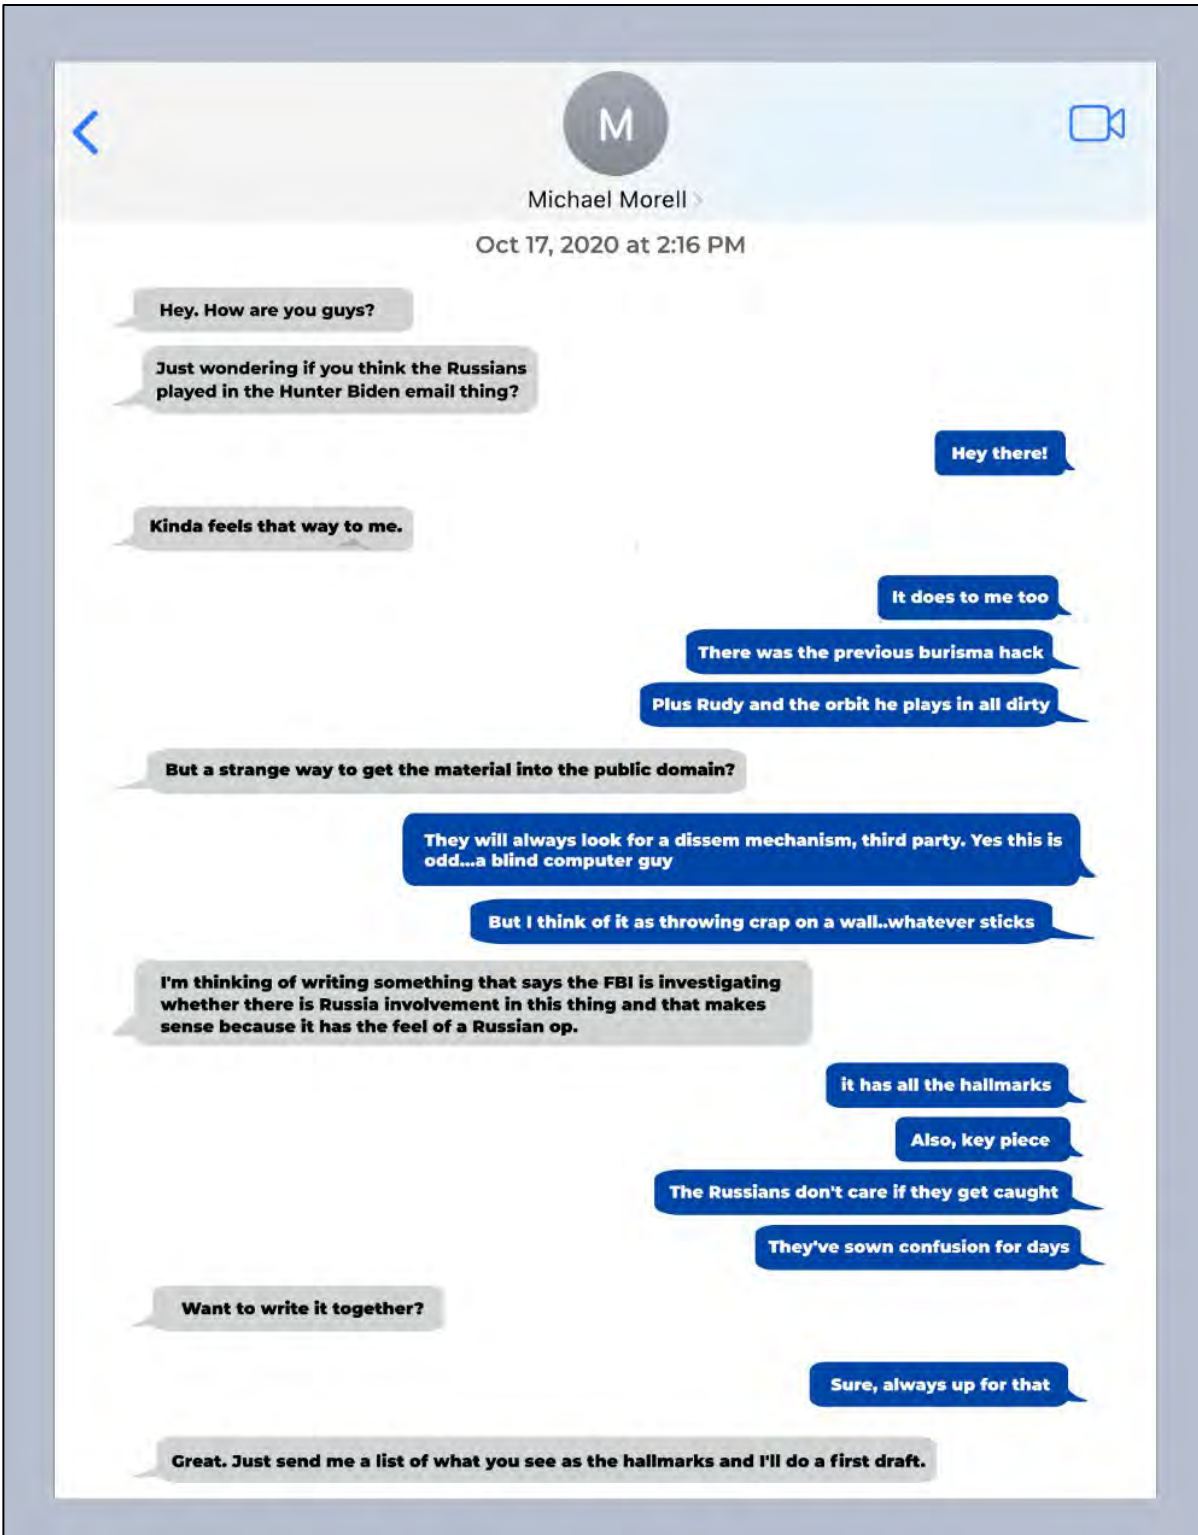 M
Michael Morell >
Oct 17, 2020 at 2:16 PM
Hey. How are you guys?
Just wondering if you think the Russians
played in the Hunter Biden email thing?
Hey there!
Kinda feels that way to me.
It does to me too
There was the previous burisma hack
Plus Rudy and the orbit he plays in all dirty
But a strange way to get the material into the public domain?
They will always look for a dissem mechanism, third party. Yes this is
odd...a blind computer guy
But I think of it as throwing crap on a wall..whatever sticks
I'm thinking of writing something that says the FBI is investigating
whether there is Russia involvement in this thing and that makes
sense because it has the feel of a Russian op.
it has all the hallmarks
Also, key piece
The Russians don't care if they get caught
They've sown confusion for days
Want to write it together?
Sure, always up for that
Great. Just send me a list of what you see as the hallmarks and I'll do a first draft.